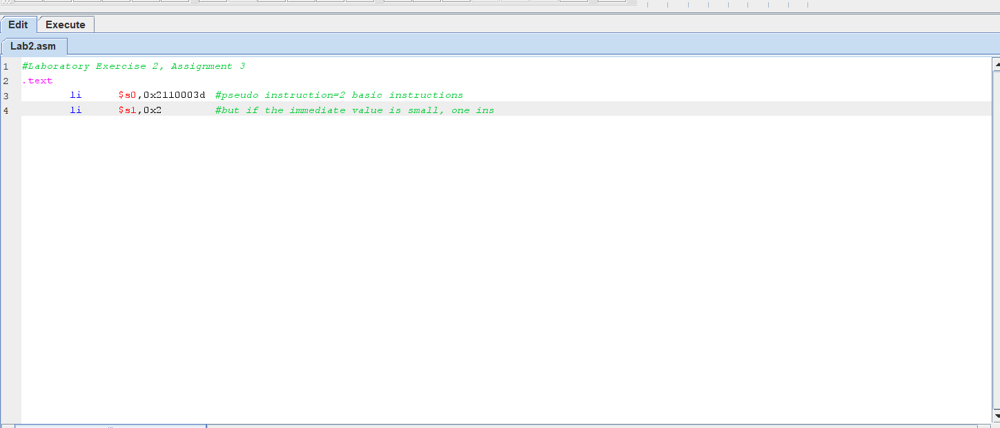 Edit Execute
Lab2.asm
1 #Laboratory Exercise 2, Assignment 3
2 .text
3 li $s0,0x2110003d #pseudo instruction=2 basic instructions
4 li $s1,0x2 #but if the immediate value is small, one ins